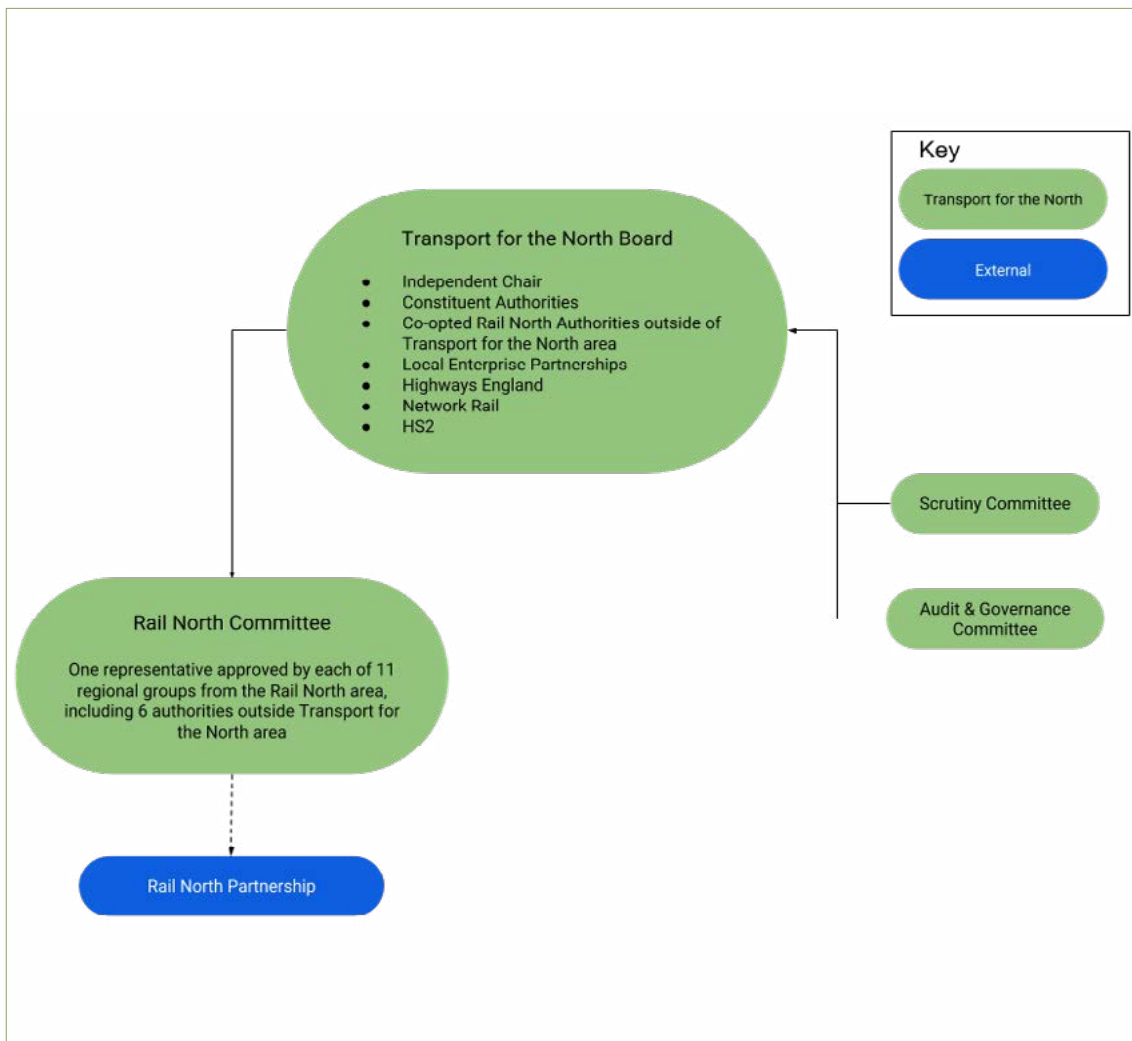 Key
Transport for the North
External
Transport for the North Board
● Independent Chair
● Constituent Authorities
● Co-opted Rail North Authorities outside of
Transport for the North area
● Local Enterprise Partnerships
● Highways England
● Network Rail
● HS2
Scrutiny Committee
Audit & Governance
Committee
Rail North Committee
One representative approved by each of 11
regional groups from the Rail North area,
including 6 authorities outside Transport for
the North area
Rail North Partnership